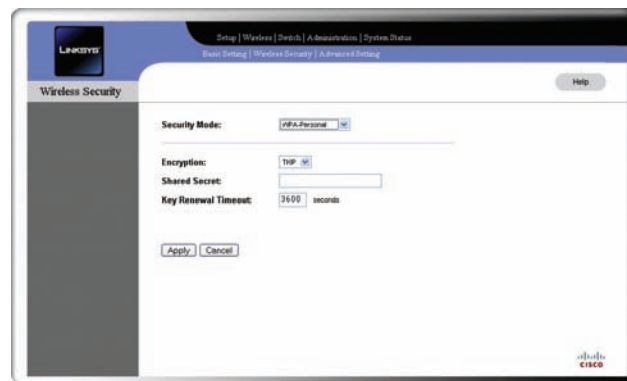 LINKSYS®
Setup | Wireless | Switch | Administration | System Status
Basic Setting | Wireless Security | Advanced Setting
Wireless Security
Help
Security Mode: WPA-Personal
Encryption: TKIP
Shared Secret:
Key Renewal Timeout: 3600 seconds
Apply Cancel
CISCO